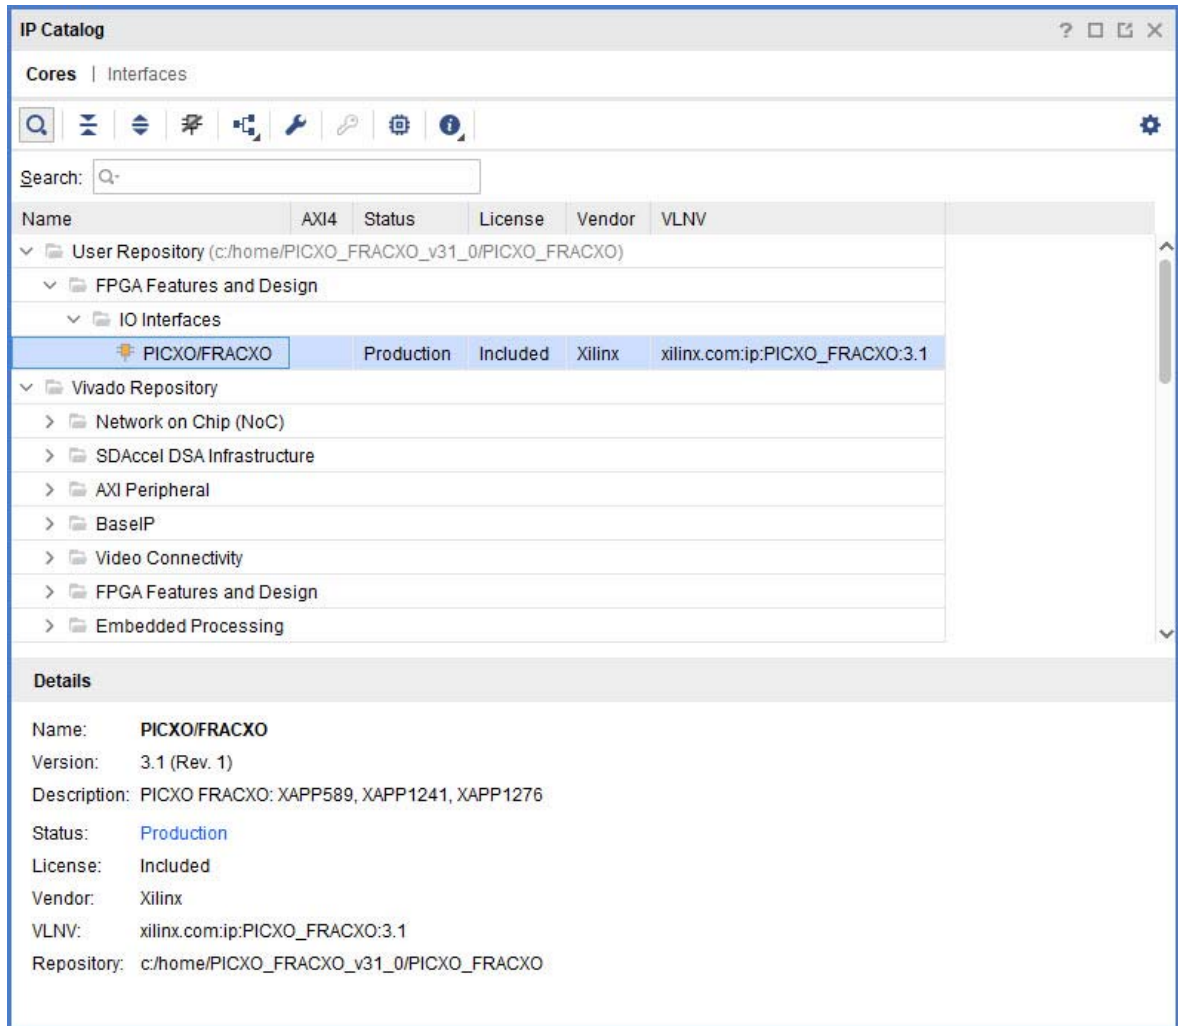 IP Catalog
Cores | Interfaces
Search:
Name AXI4 Status License Vendor VLNV
User Repository (c:/home/PICXO_FRACXO_v31_0/PICXO_FRACXO)
FPGA Features and Design
IO Interfaces
PICXO/FRACXO Production Included Xilinx xilinx.com:ip:PICXO_FRACXO:3.1
Vivado Repository
Network on Chip (NoC)
SDAccel DSA Infrastructure
AXI Peripheral
BaseIP
Video Connectivity
FPGA Features and Design
Embedded Processing
Details
Name: PICXO/FRACXO
Version: 3.1 (Rev. 1)
Description: PICXO FRACXO: XAPP589, XAPP1241, XAPP1276
Status: Production
License: Included
Vendor: Xilinx
VLNV: xilinx.com:ip:PICXO_FRACXO:3.1
Repository: c:/home/PICXO_FRACXO_v31_0/PICXO_FRACXO